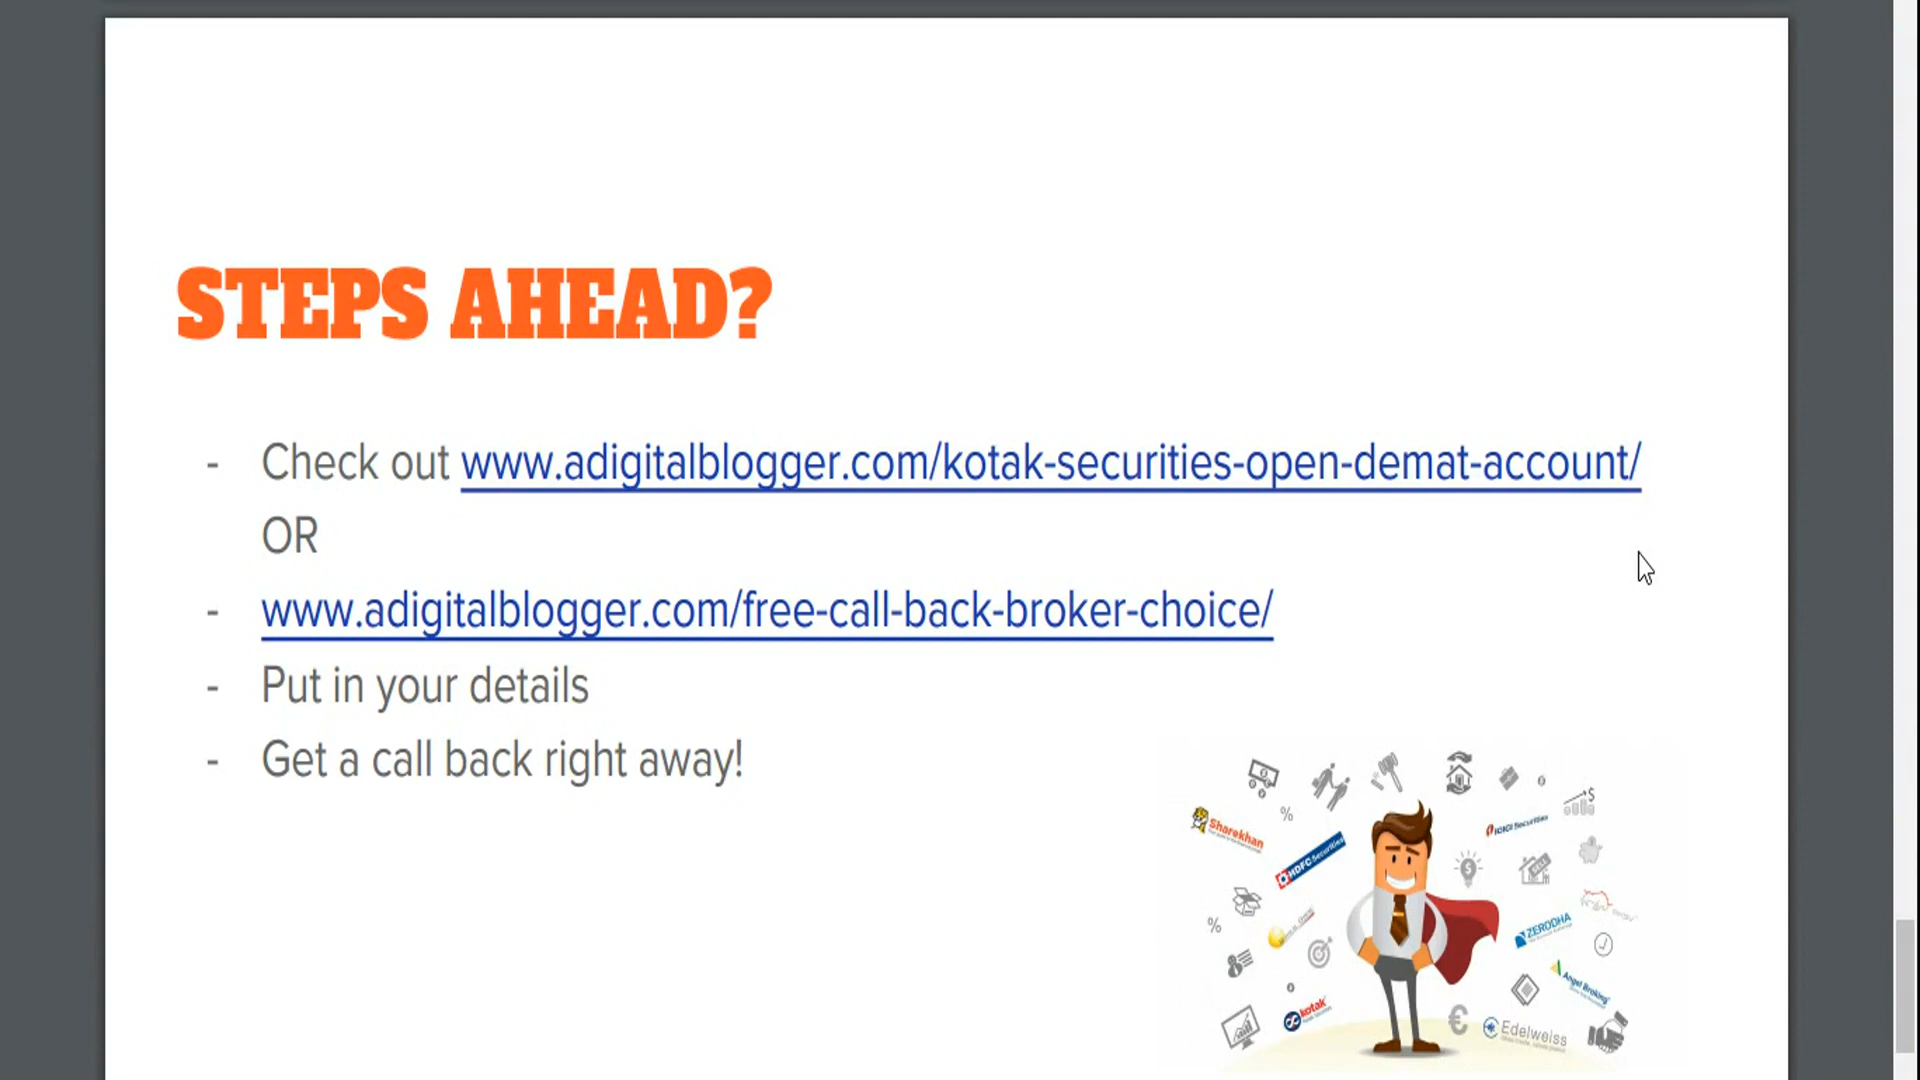 STEPS AHEAD?
- Check out www.adigitalblogger.com/kotak-securities-open-demat-account/
OR
- www.adigitalblogger.com/free-call-back-broker-choice/
- Put in your details
- Get a call back right away!
Sharekhan
HDFC Securities
ICICI Securities
ZERODHA
Angel Broking
kotak
Edelweiss